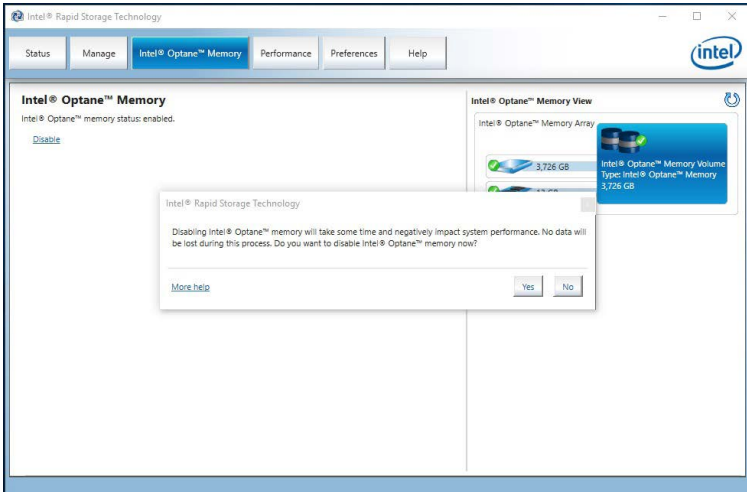 Intel® Rapid Storage Technology
Status
Manage
Intel® Optane™ Memory
Performance
Preferences
Help
intel
Intel® Optane™ Memory
Intel® Optane™ memory status: enabled.
Disable
Intel® Optane™ Memory View
Intel® Optane™ Memory Array
3,726 GB
Intel® Optane™ Memory Volume
Type: Intel® Optane™ Memory
3,726 GB
Intel® Rapid Storage Technology
Disabling Intel® Optane™ memory will take some time and negatively impact system performance. No data will
be lost during this process. Do you want to disable Intel® Optane™ memory now?
More help
Yes
No